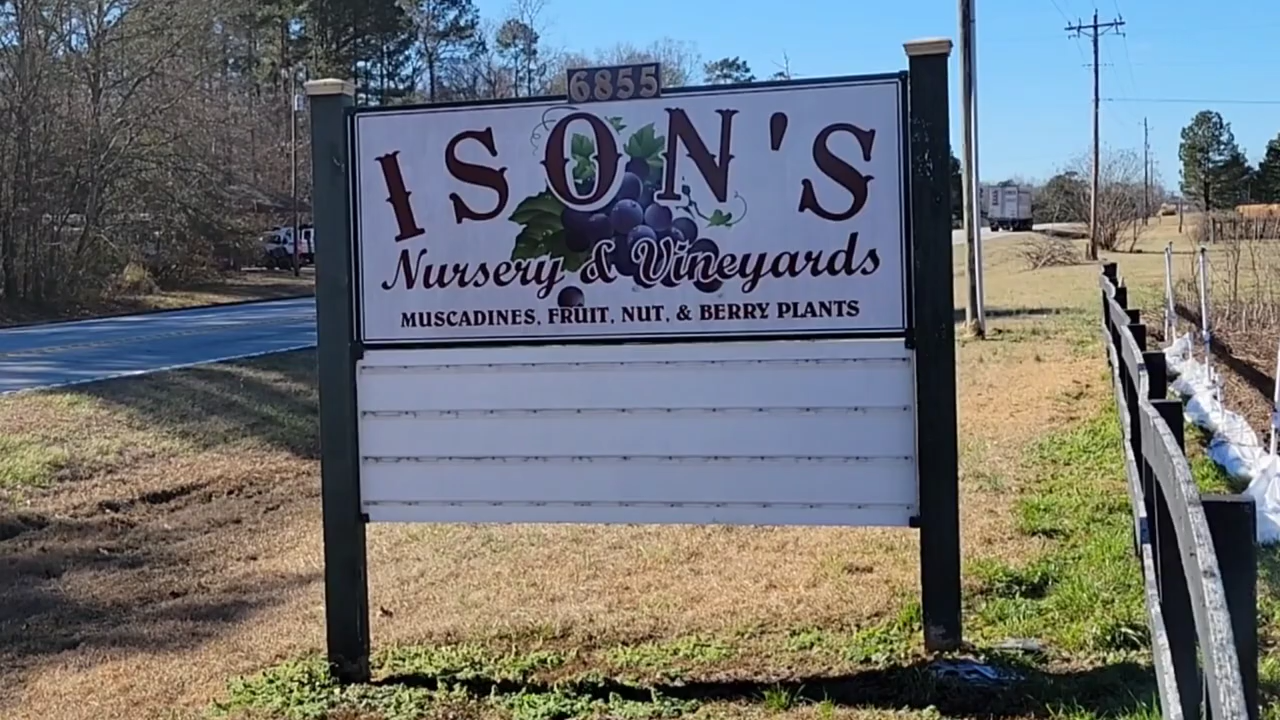 6855
ISON'S
Nursery & Vineyards
MUSCADINES, FRUIT, NUT, & BERRY PLANTS